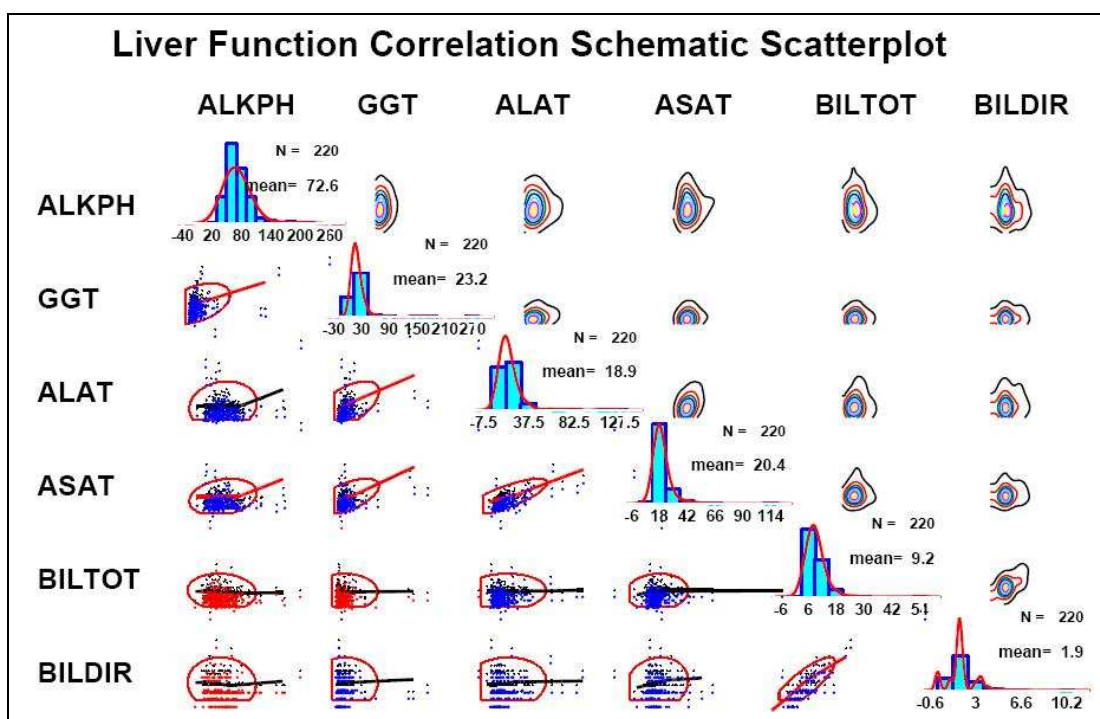 Liver Function Correlation Schematic Scatterplot
ALKPH GGT ALAT ASAT BILTOT BILDIR
N = 220
mean= 72.6
ALKPH
-40 20 80 140 200 260
N = 220
mean= 23.2
GGT
-30 30 90 150 210 270
N = 220
mean= 18.9
ALAT
-7.5 37.5 82.5 127.5
N = 220
mean= 20.4
ASAT
-6 18 42 66 90 114
N = 220
mean= 9.2
BILTOT
-6 6 18 30 42 54
N = 220
mean= 1.9
BILDIR
-0.6 3 6.6 10.2